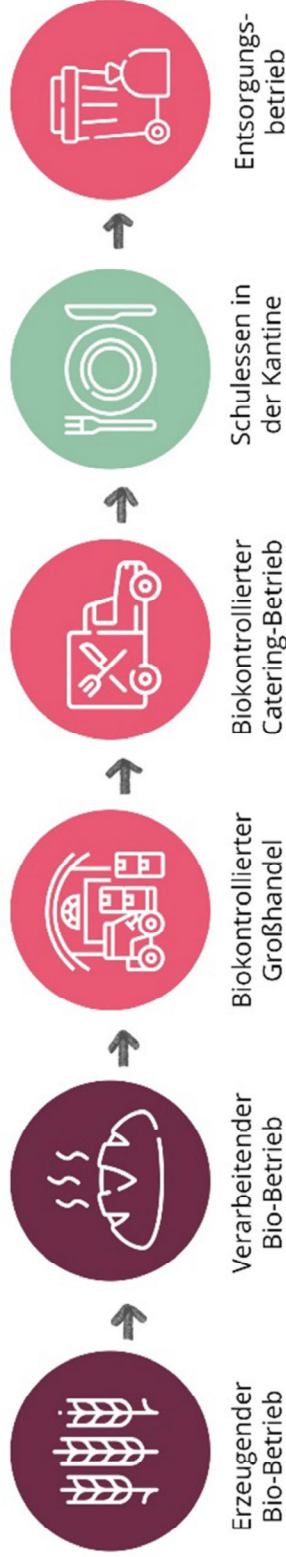 Erzeugender
Bio-Betrieb
Verarbeitender
Bio-Betrieb
Biokontrollierter
Großhandel
Biokontrollierter
Catering-Betrieb
Schulessen in
der Kantine
Entsorgungs-
betrieb